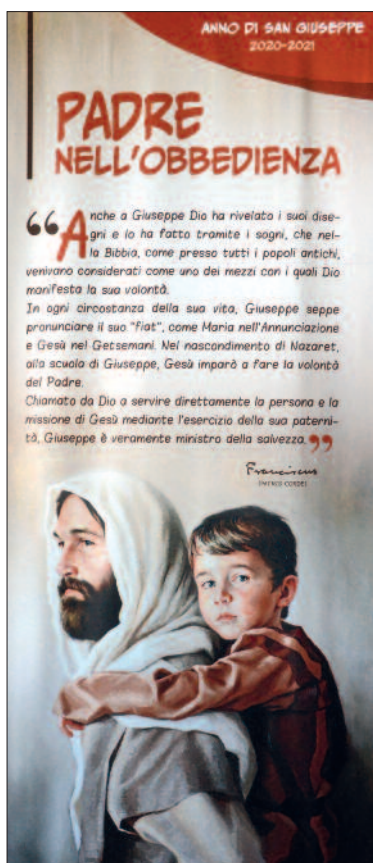 ANNO DI SAN GIUSEPPE
2020-2021
PADRE
NELL'OBBEDIENZA
“Anche a Giuseppe Dio ha rivelato i suoi dise-
gni e lo ha fatto tramite i sogni, che nel-
la Bibbia, come presso tutti i popoli antichi,
venivano considerati come uno dei mezzi con i quali Dio
manifesta la sua volontà.
In ogni circostanza della sua vita, Giuseppe seppe
pronunciare il suo "fiat", come Maria nell'Annunciazione
e Gesù nel Getsemani. Nel nascondimento di Nazaret,
alla scuola di Giuseppe, Gesù imparò a fare la volontà
del Padre.
Chiamato da Dio a servire direttamente la persona e la
missione di Gesù mediante l'esercizio della sua paterni-
tà, Giuseppe è veramente ministro della salvezza.”
Franciscus
(PATRIS CORDE)